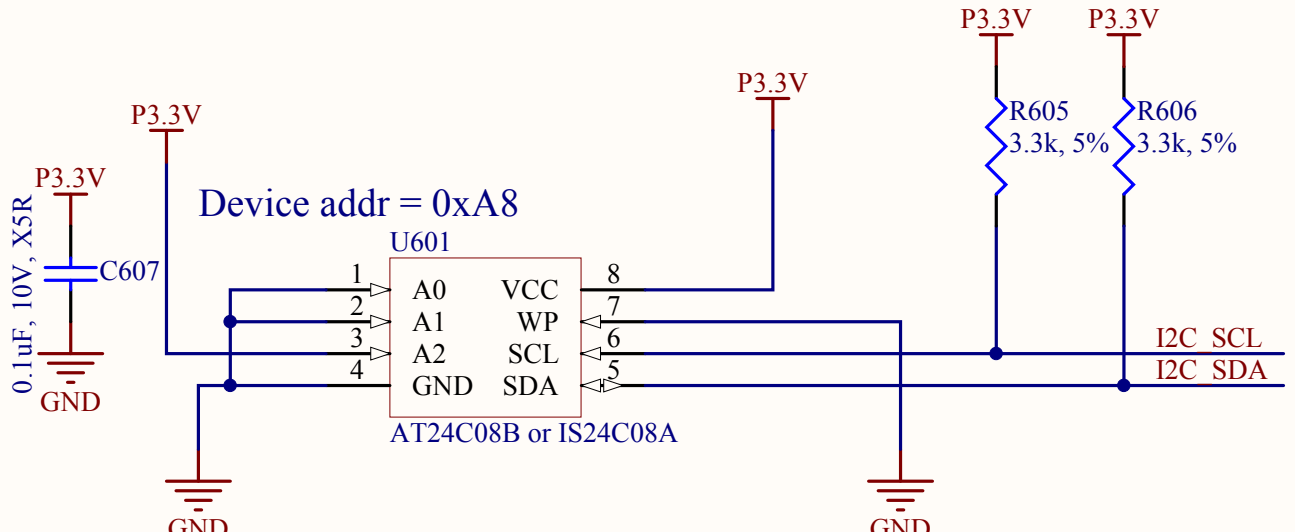 P3.3V
P3.3V
P3.3V
P3.3V
P3.3V
R605
3.3k, 5%
R606
3.3k, 5%
Device addr = 0xA8
U601
0.1uF, 10V, X5R
C607
GND
1 A0 VCC 8
2 A1 WP 7
3 A2 SCL 6
4 GND SDA 5
I2C_SCL
I2C_SDA
AT24C08B or IS24C08A
GND
GND